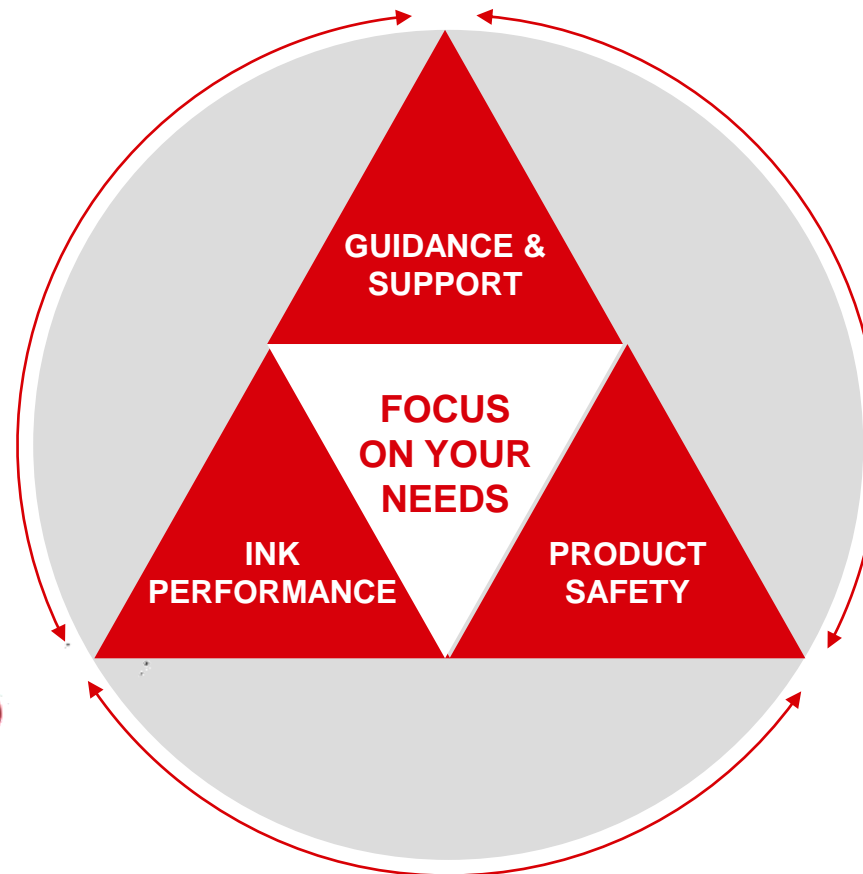 GUIDANCE &
SUPPORT
FOCUS
ON YOUR
NEEDS
INK
PERFORMANCE
PRODUCT
SAFETY